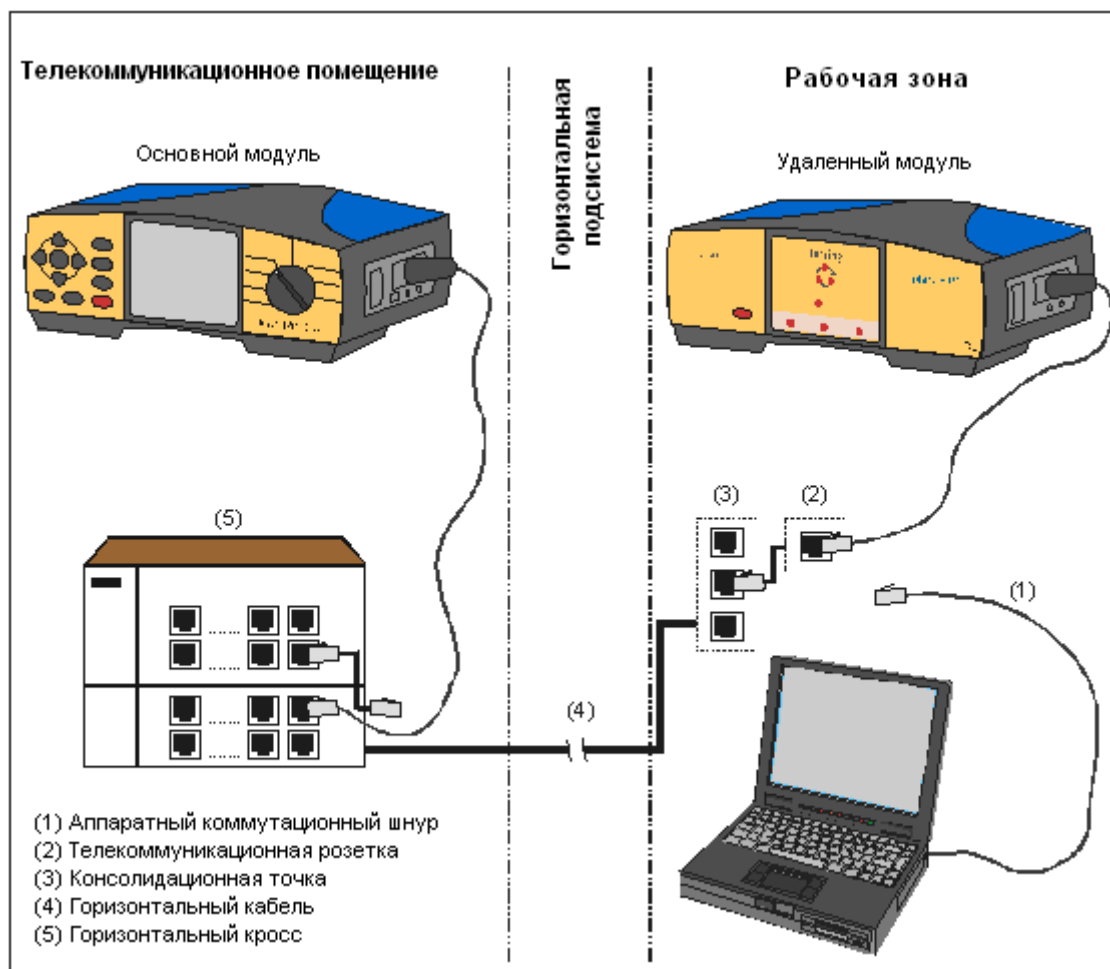 Телекоммуникационное помещение
Горизонтальная
подсистема
Рабочая зона
Основной модуль
Удаленный модуль
(5)
(3)
(2)
(1)
(4)
(1) Аппаратный коммутационный шнур
(2) Телекоммуникационная розетка
(3) Консолидационная точка
(4) Горизонтальный кабель
(5) Горизонтальный кросс